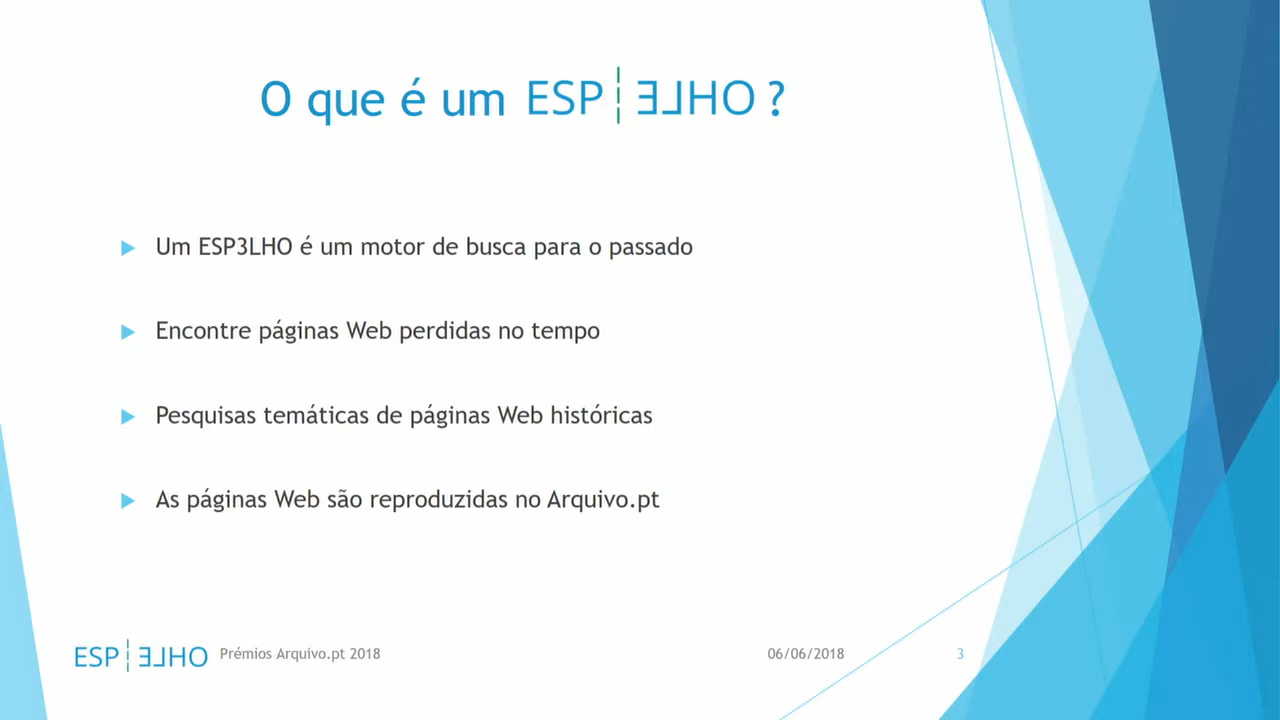 O que é um ESP¦ƎLHO ?
Um ESP3LHO é um motor de busca para o passado
Encontre páginas Web perdidas no tempo
Pesquisas temáticas de páginas Web históricas
As páginas Web são reproduzidas no Arquivo.pt
ESP¦ƎLHO Prémios Arquivo.pt 2018 06/06/2018 3